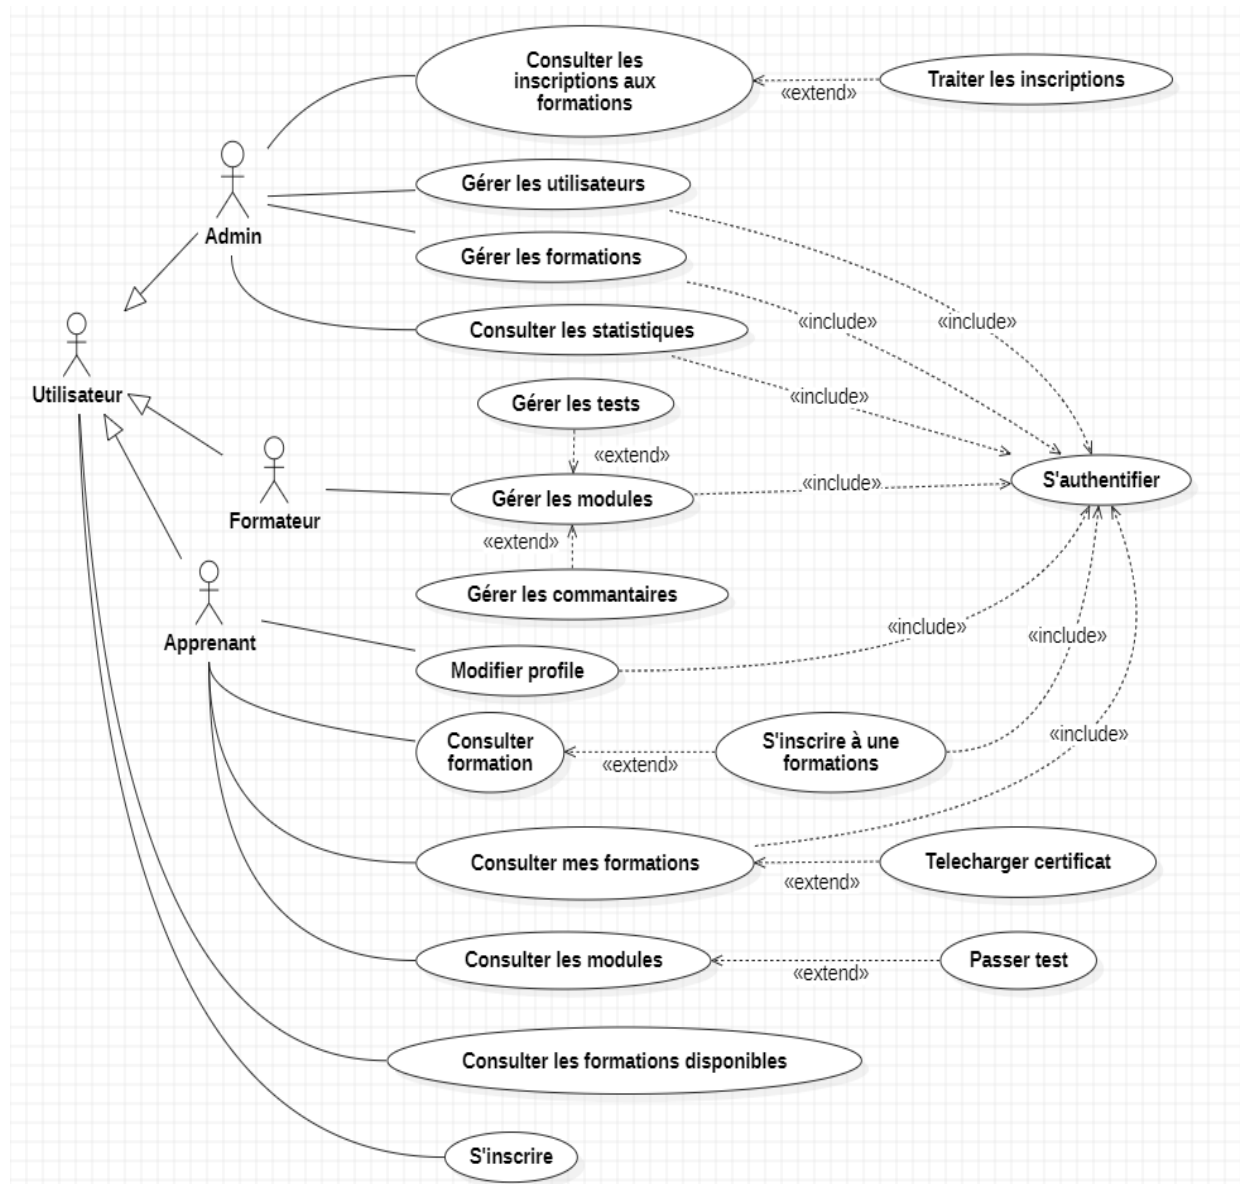 Consulter les
inscriptions aux
formations
«extend»
Traiter les inscriptions
Admin
Gérer les utilisateurs
Gérer les formations
Consulter les statistiques
«include»
«include»
«include»
Utilisateur
Gérer les tests
«extend»
Formateur
Gérer les modules
«include»
S'authentifier
«extend»
Gérer les commantaires
Apprenant
Modifier profile
«include»
«include»
Consulter
formation
«extend»
S'inscrire à une
formations
«include»
Consulter mes formations
«extend»
Telecharger certificat
Consulter les modules
«extend»
Passer test
Consulter les formations disponibles
S'inscrire